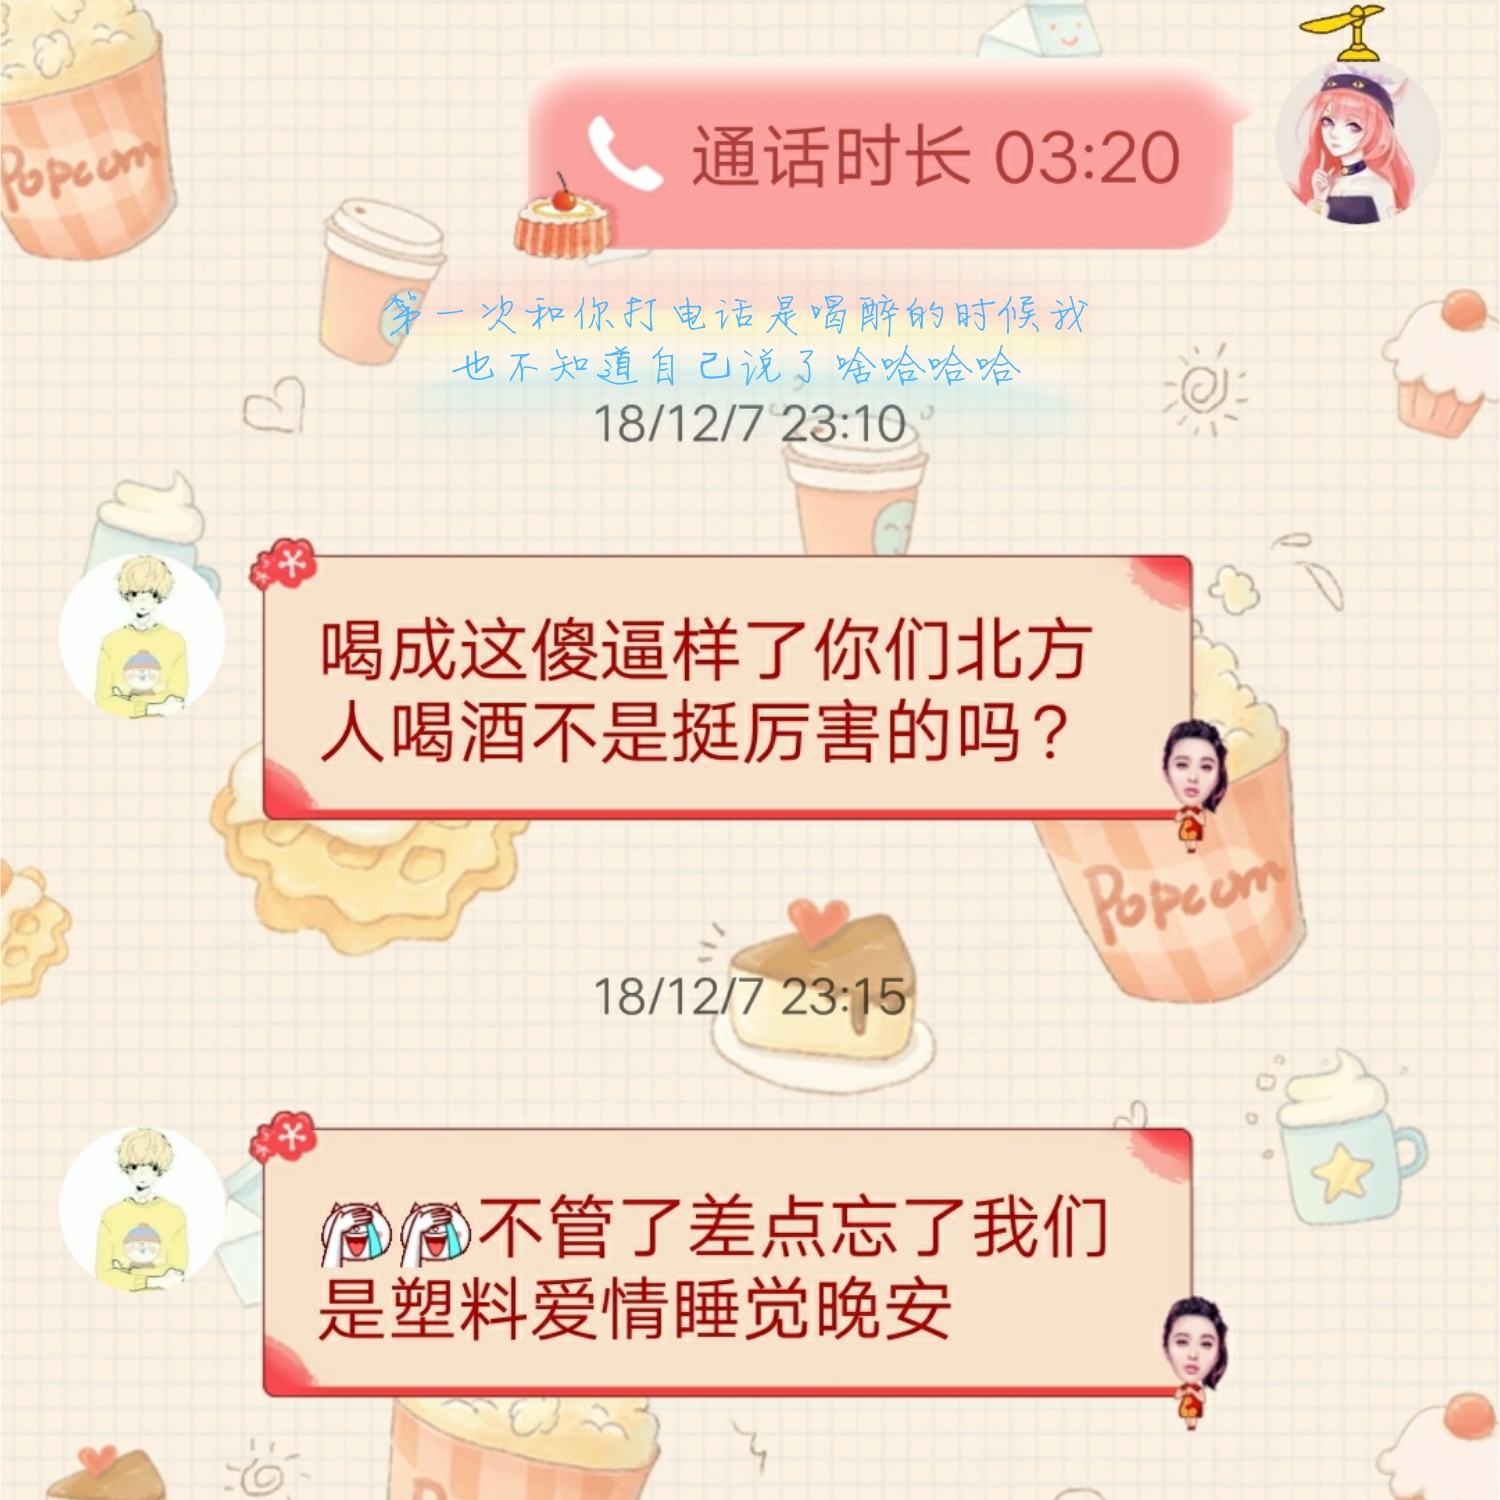 通话时长 03:20
Popcorn
第一次和你打电话是喝醉的时候我
也不知道自己说了啥哈哈哈
18/12/7 23:10
喝成这傻逼样了你们北方
人喝酒不是挺厉害的吗？
Popcorn
18/12/7 23:15
不管了差点忘了我们
是塑料爱情睡觉晚安